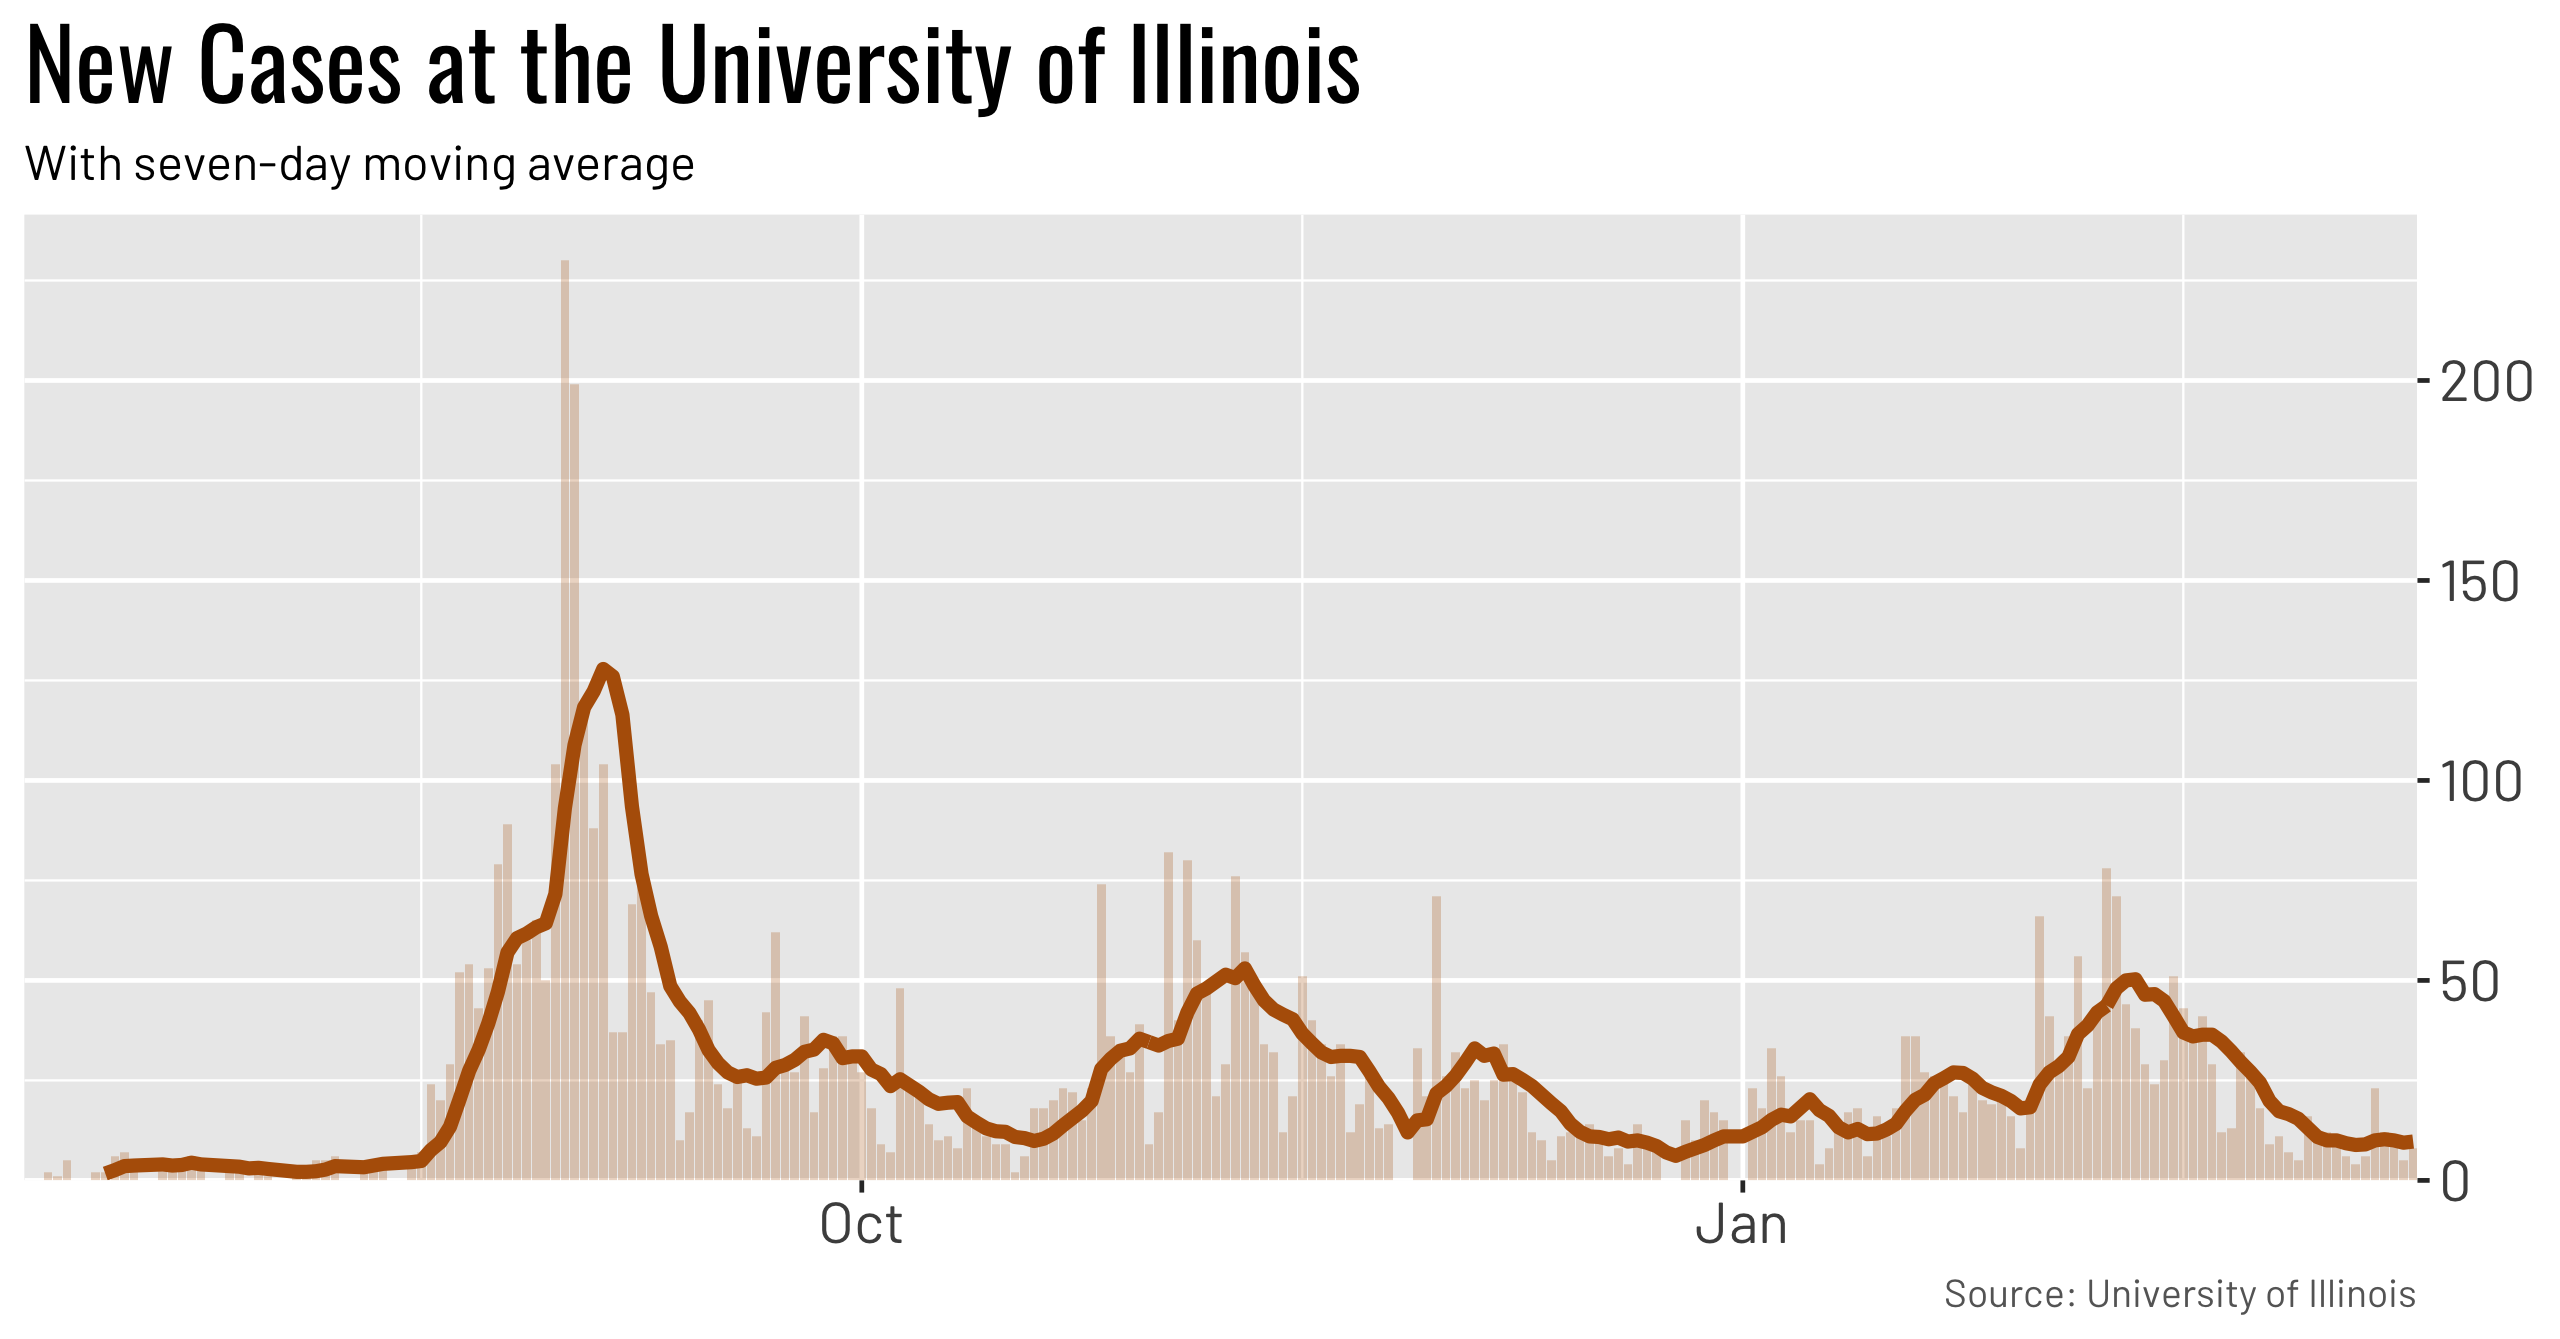 New Cases at the University of Illinois
With seven-day moving average
200
150
100
50
0
Oct Jan
Source: University of Illinois